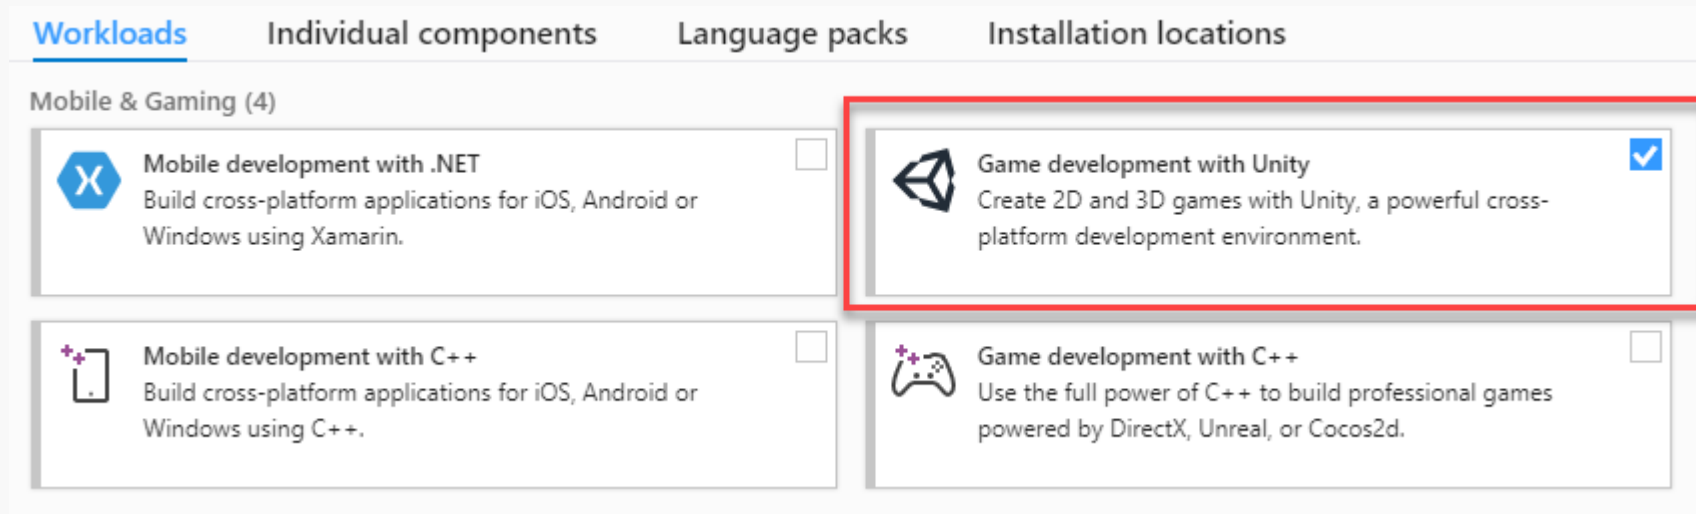 Workloads Individual components Language packs Installation locations
Mobile & Gaming (4)
Mobile development with .NET
Build cross-platform applications for iOS, Android or
Windows using Xamarin.
Game development with Unity
Create 2D and 3D games with Unity, a powerful cross-
platform development environment.
Mobile development with C++
Build cross-platform applications for iOS, Android or
Windows using C++.
Game development with C++
Use the full power of C++ to build professional games
powered by DirectX, Unreal, or Cocos2d.